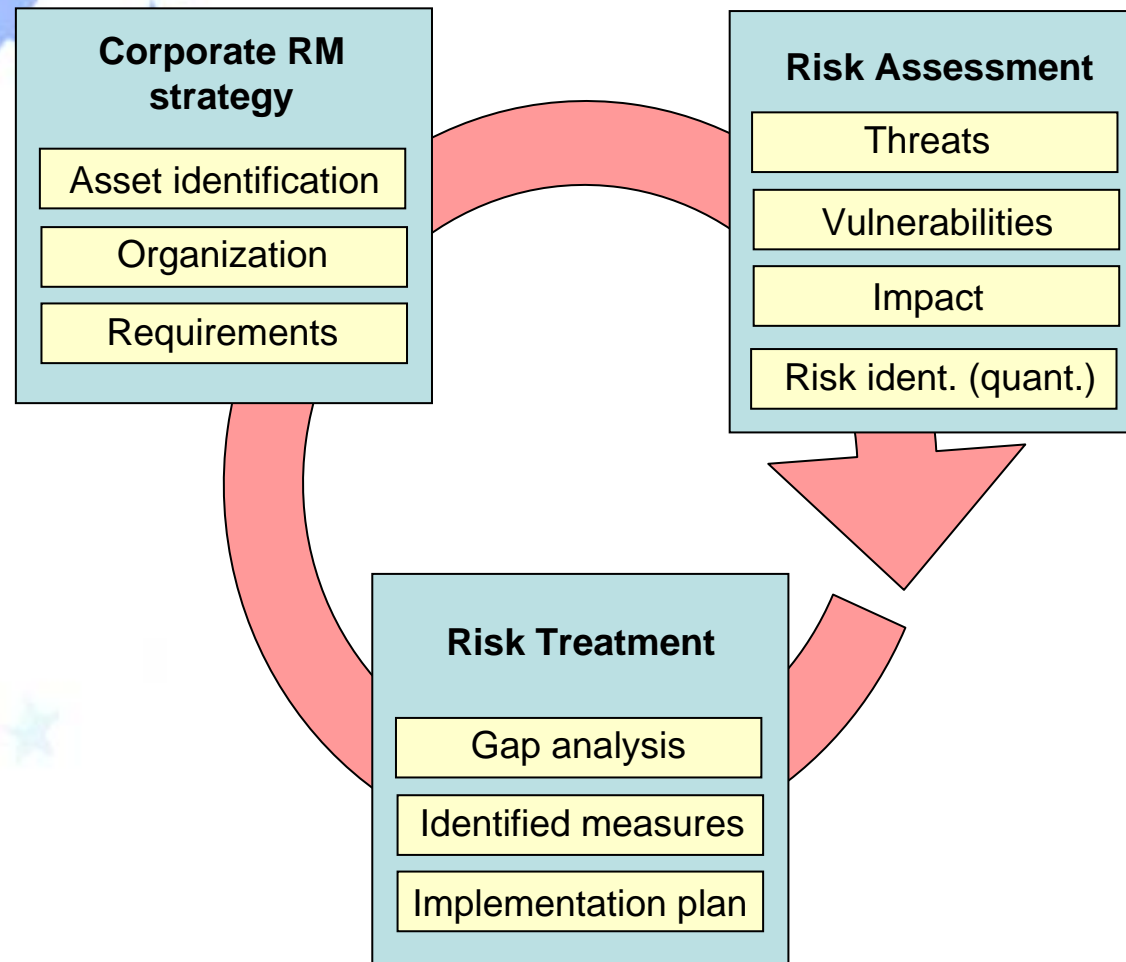 Corporate RM
strategy
Asset identification
Organization
Requirements
Risk Assessment
Threats
Vulnerabilities
Impact
Risk ident. (quant.)
Risk Treatment
Gap analysis
Identified measures
Implementation plan